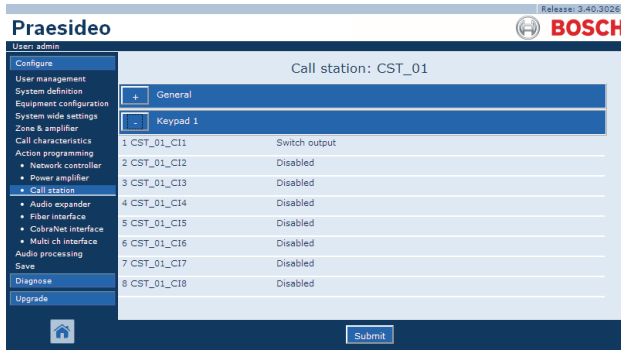 Release: 3.40.3026
Praesideo
BOSCH
User: admin
Configure
User management
System definition
Equipment configuration
System wide settings
Zone & amplifier
Call characteristics
Action programming
• Network controller
• Power amplifier
• Call station
• Audio expander
• Fiber interface
• CobraNet interface
• Multi ch interface
Audio processing
Save
Diagnose
Upgrade
Call station: CST_01
+ General
- Keypad 1
1 CST_01_CI1 Switch output
2 CST_01_CI2 Disabled
3 CST_01_CI3 Disabled
4 CST_01_CI4 Disabled
5 CST_01_CI5 Disabled
6 CST_01_CI6 Disabled
7 CST_01_CI7 Disabled
8 CST_01_CI8 Disabled
Submit